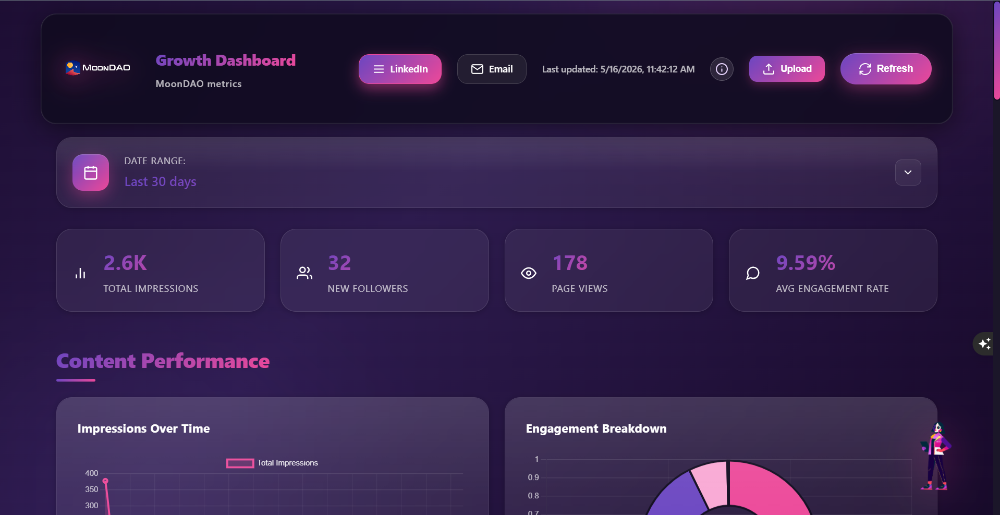 MOONDAO
Growth Dashboard
MoonDAO metrics
LinkedIn
Email
Last updated: 5/16/2026, 11:42:12 AM
Upload
Refresh
DATE RANGE:
Last 30 days
2.6K
TOTAL IMPRESSIONS
32
NEW FOLLOWERS
178
PAGE VIEWS
9.59%
AVG ENGAGEMENT RATE
Content Performance
Impressions Over Time
Total Impressions
400
350
300
Engagement Breakdown
1
0.9
0.8
0.7